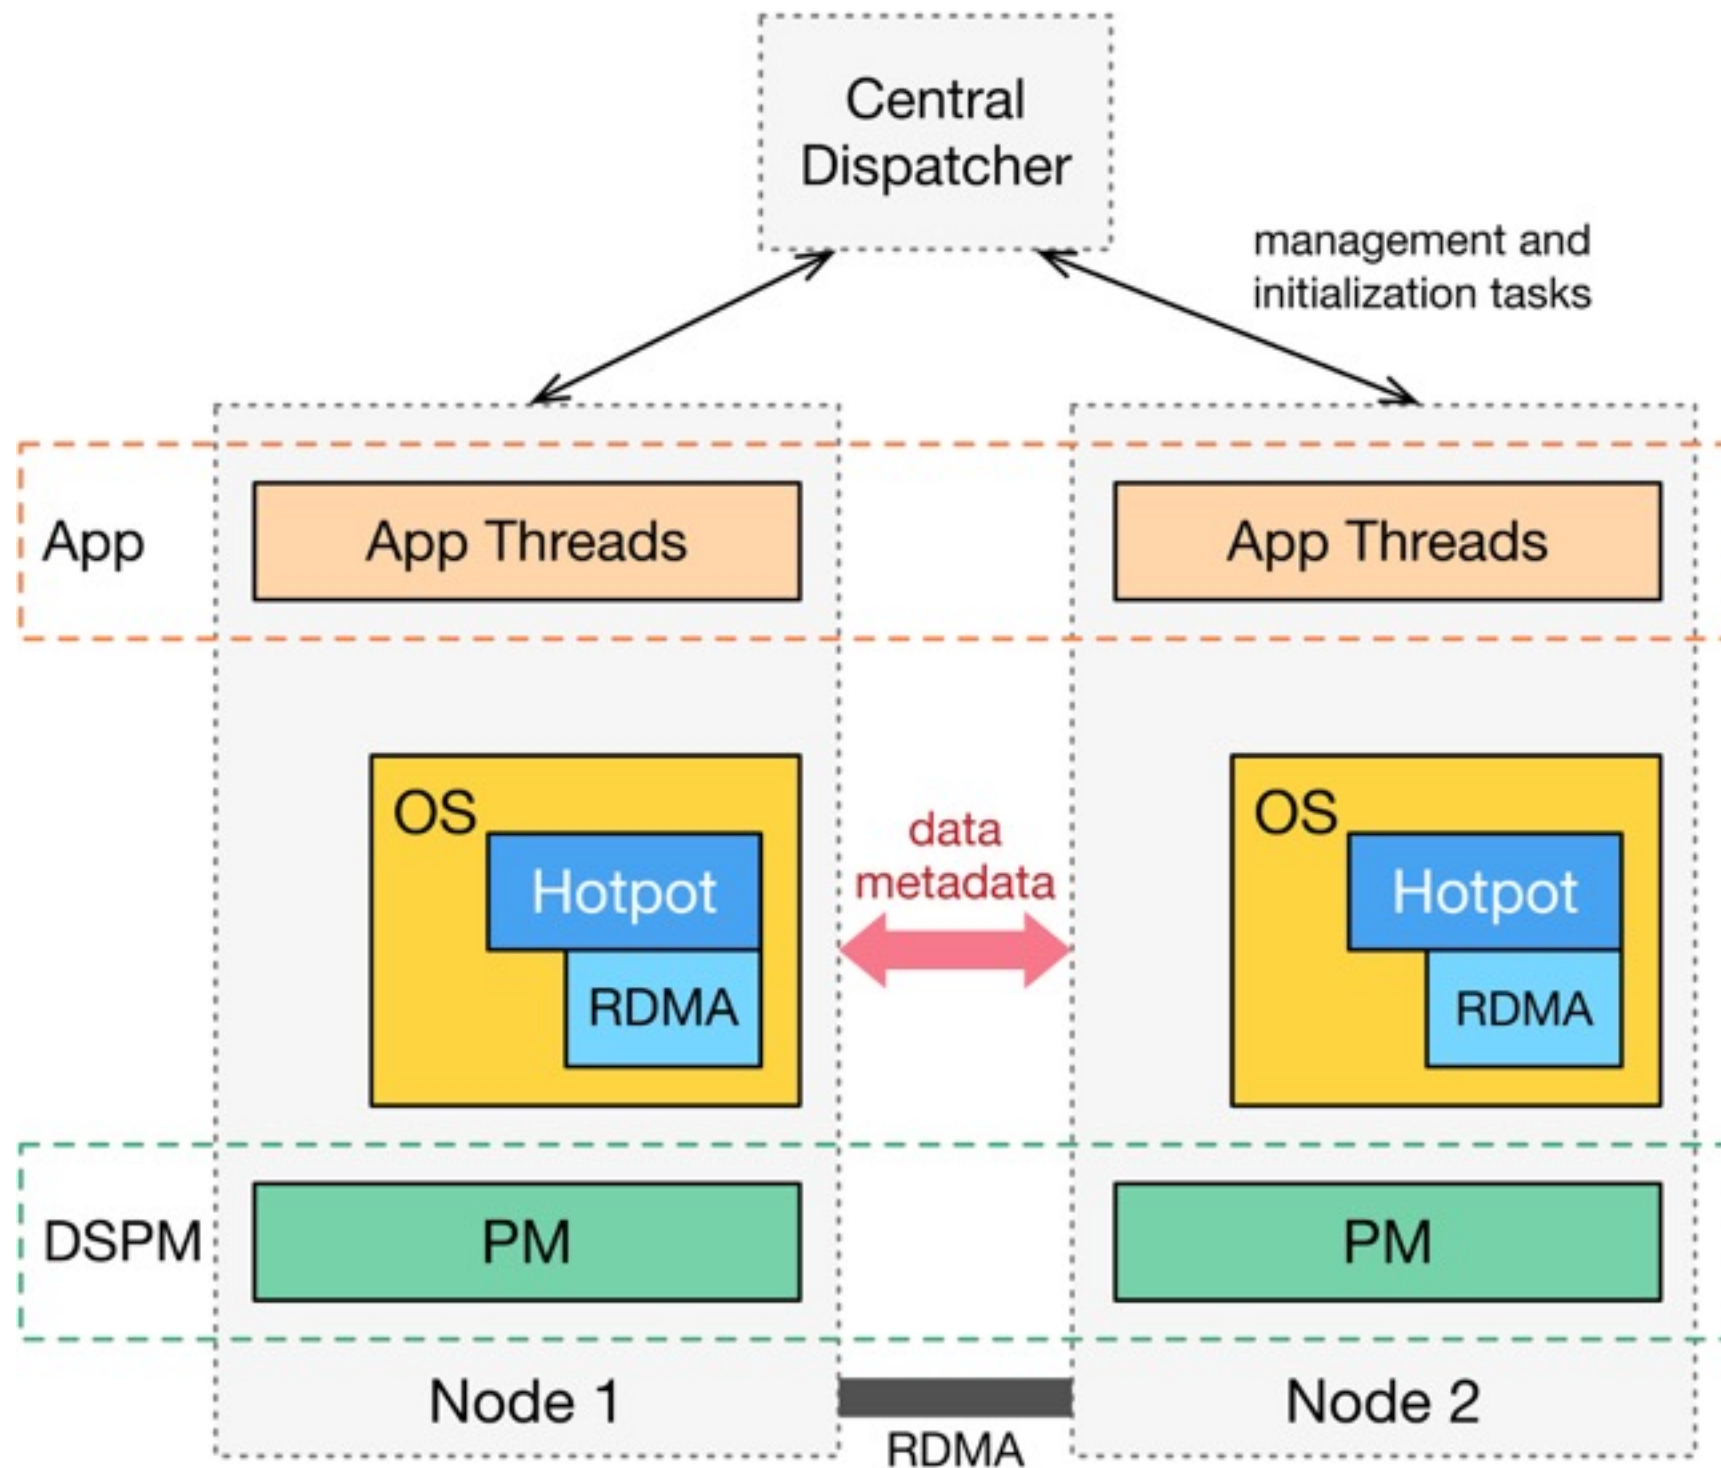 Central
Dispatcher
management and
initialization tasks
App
App Threads
App Threads
OS
Hotpot
RDMA
data
metadata
OS
Hotpot
RDMA
DSPM
PM
PM
Node 1
RDMA
Node 2